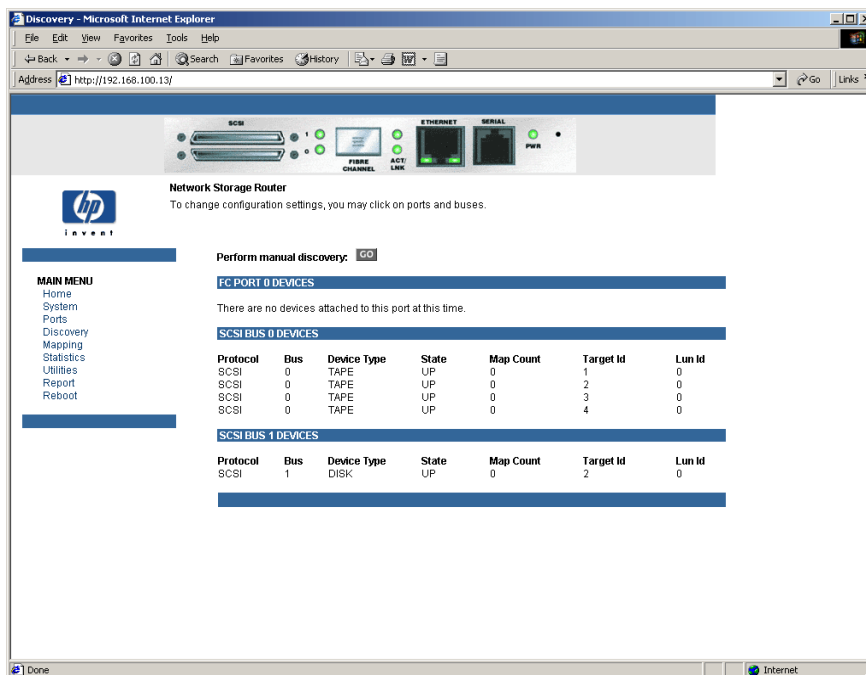 Discovery - Microsoft Internet Explorer
File Edit View Favorites Tools Help
Back Search Favorites History
Address http://192.168.100.13/ Go Links
SCSI 1 0 FIBRE CHANNEL ACT/ LNK ETHERNET SERIAL PWR
hp
invent
Network Storage Router
To change configuration settings, you may click on ports and buses.
Perform manual discovery: GO
MAIN MENU
Home
System
Ports
Discovery
Mapping
Statistics
Utilities
Report
Reboot
FC PORT 0 DEVICES
There are no devices attached to this port at this time.
SCSI BUS 0 DEVICES
Protocol Bus Device Type State Map Count Target Id Lun Id
SCSI 0 TAPE UP 0 1 0
SCSI 0 TAPE UP 0 2 0
SCSI 0 TAPE UP 0 3 0
SCSI 0 TAPE UP 0 4 0
SCSI BUS 1 DEVICES
Protocol Bus Device Type State Map Count Target Id Lun Id
SCSI 1 DISK UP 0 2 0
Done Internet